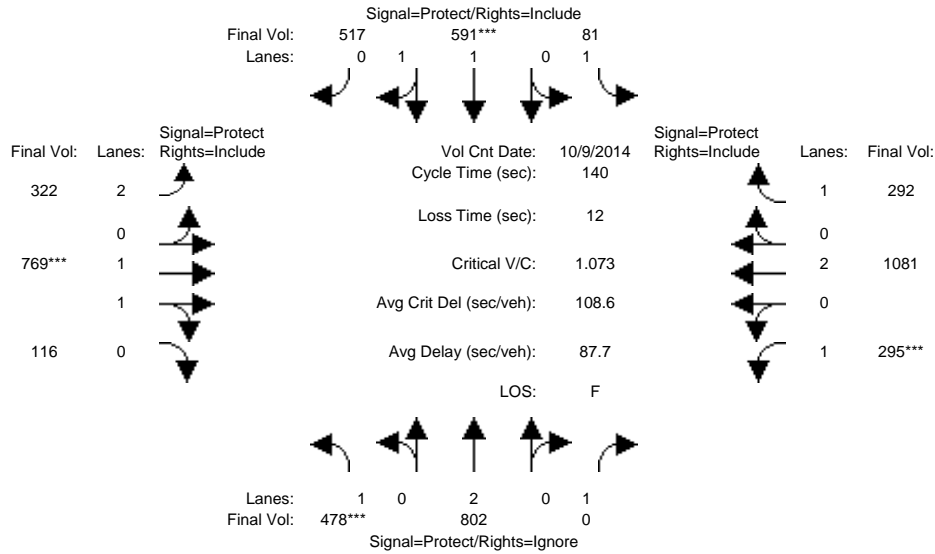 Signal=Protect/Rights=Include
Final Vol: 517 591*** 81
Lanes: 0 1 1 0 1
Signal=Protect
Final Vol: Lanes: Rights=Include
Vol Cnt Date: 10/9/2014
Signal=Protect
Rights=Include Lanes: Final Vol:
Cycle Time (sec): 140
322 2
1 292
Loss Time (sec): 12
0
0
769*** 1
Critical V/C: 1.073
2 1081
1
Avg Crit Del (sec/veh): 108.6
0
116 0
Avg Delay (sec/veh): 87.7
1 295***
LOS: F
Lanes: 1 0 2 0 1
Final Vol: 478*** 802 0
Signal=Protect/Rights=Ignore